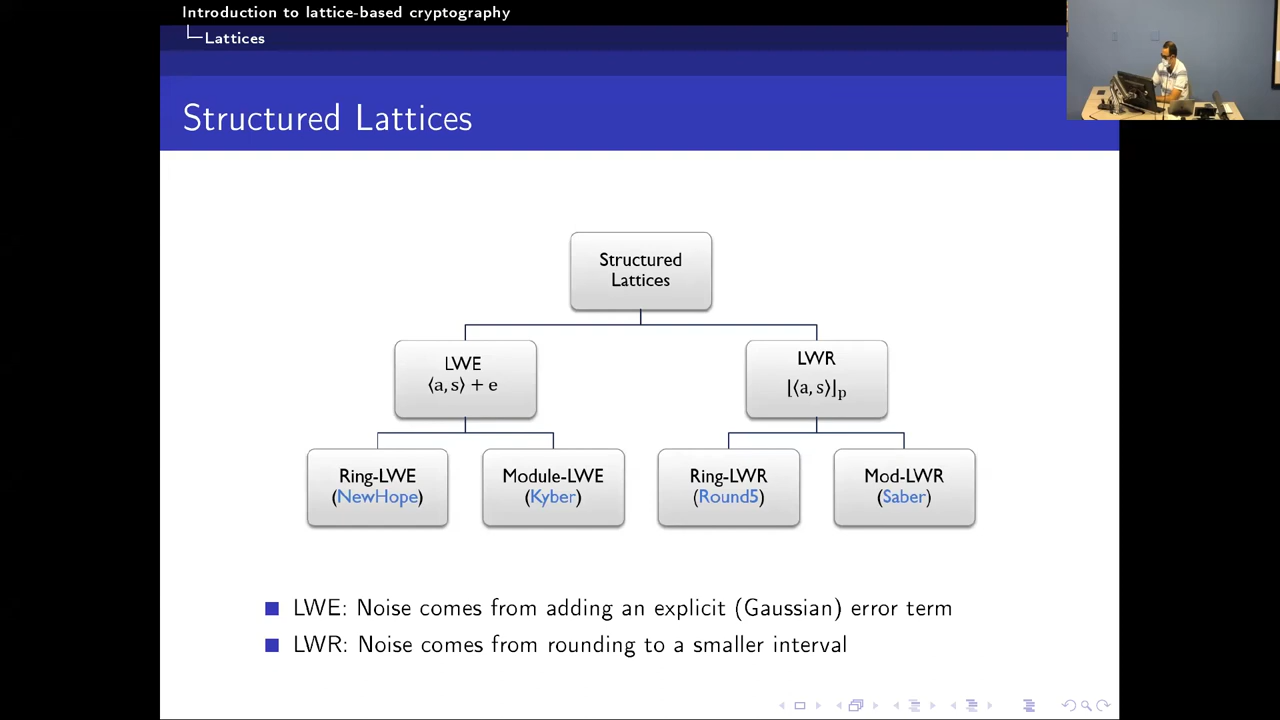 Introduction to lattice-based cryptography
Lattices
Structured Lattices
Structured
Lattices
LWE
⟨a, s⟩ + e
LWR
⌊⟨a, s⟩⌋p
Ring-LWE
(NewHope)
Module-LWE
(Kyber)
Ring-LWR
(Round5)
Mod-LWR
(Saber)
LWE: Noise comes from adding an explicit (Gaussian) error term
LWR: Noise comes from rounding to a smaller interval